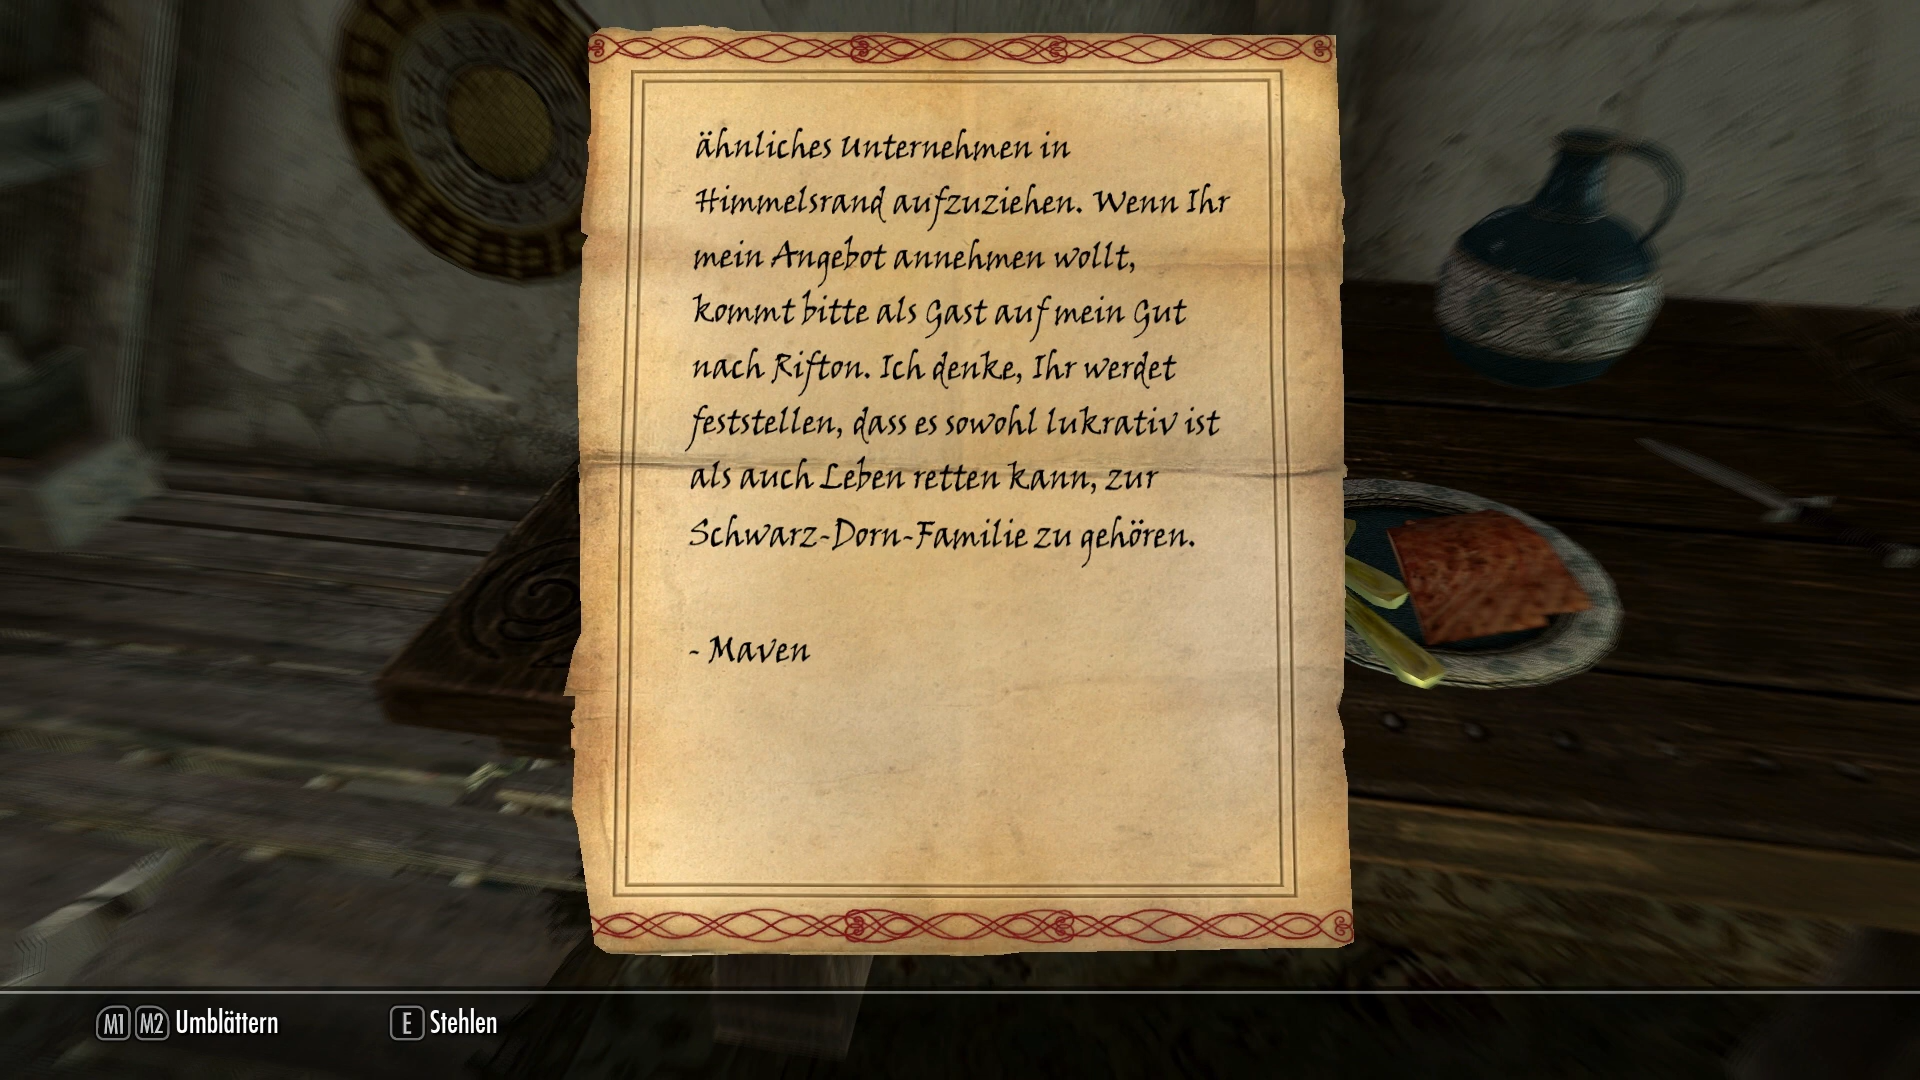 ähnliches Unternehmen in
Himmelsrand aufzuziehen. Wenn Ihr
mein Angebot annehmen wollt,
kommt bitte als Gast auf mein Gut
nach Rifton. Ich denke, Ihr werdet
feststellen, dass es sowohl lukrativ ist
als auch Leben retten kann, zur
Schwarz-Dorn-Familie zu gehören.
- Maven
M1 M2 Umblättern E Stehlen